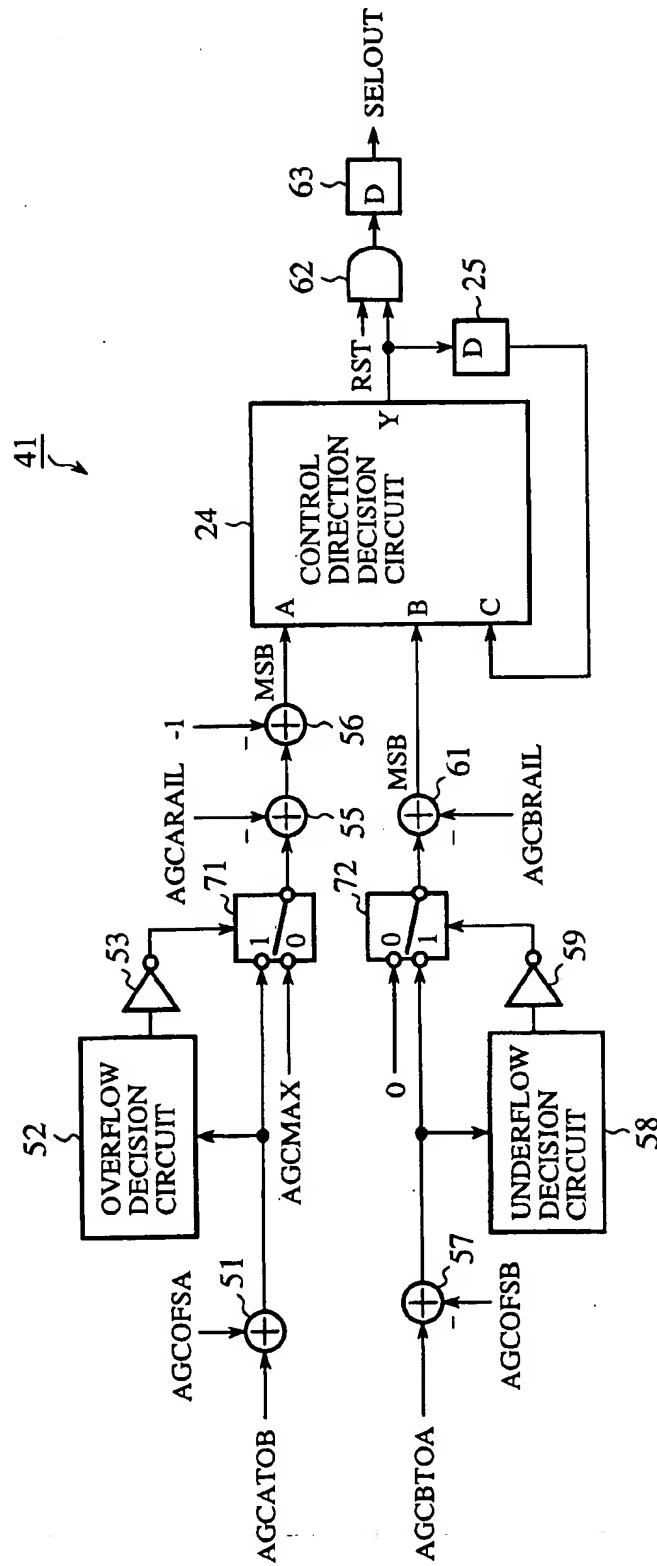 41
52
OVERFLOW
DECISION
CIRCUIT
53
AGCOFSA
51
AGCATOB
AGCMAX
71
1
0
AGCARAIL
−
55
-1
−
56
MSB
24
A
B
C
CONTROL
DIRECTION
DECISION
CIRCUIT
Y
RST
62
63
D
SELOUT
25
D
AGCBTOA
57
−
AGCOFSB
0
72
0
1
MSB
61
−
AGCBRAIL
UNDERFLOW
DECISION
CIRCUIT
58
59